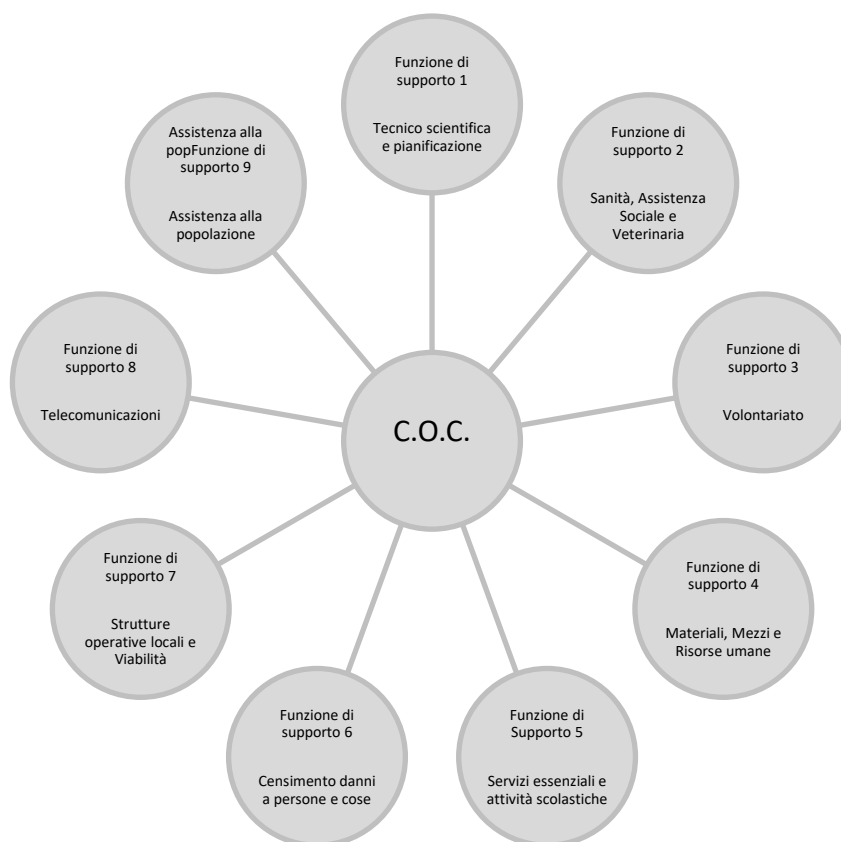 Funzione di
supporto 1
Tecnico scientifica
e pianificazione
Funzione di
supporto 2
Sanità, Assistenza
Sociale e
Veterinaria
Funzione di
supporto 3
Volontariato
Funzione di
supporto 4
Materiali, Mezzi e
Risorse umane
Funzione di
Supporto 5
Servizi essenziali e
attività scolastiche
Funzione di
supporto 6
Censimento danni
a persone e cose
Funzione di
supporto 7
Strutture
operative locali e
Viabilità
Funzione di
supporto 8
Telecomunicazioni
Assistenza alla
popFunzione di
supporto 9
Assistenza alla
popolazione
C.O.C.